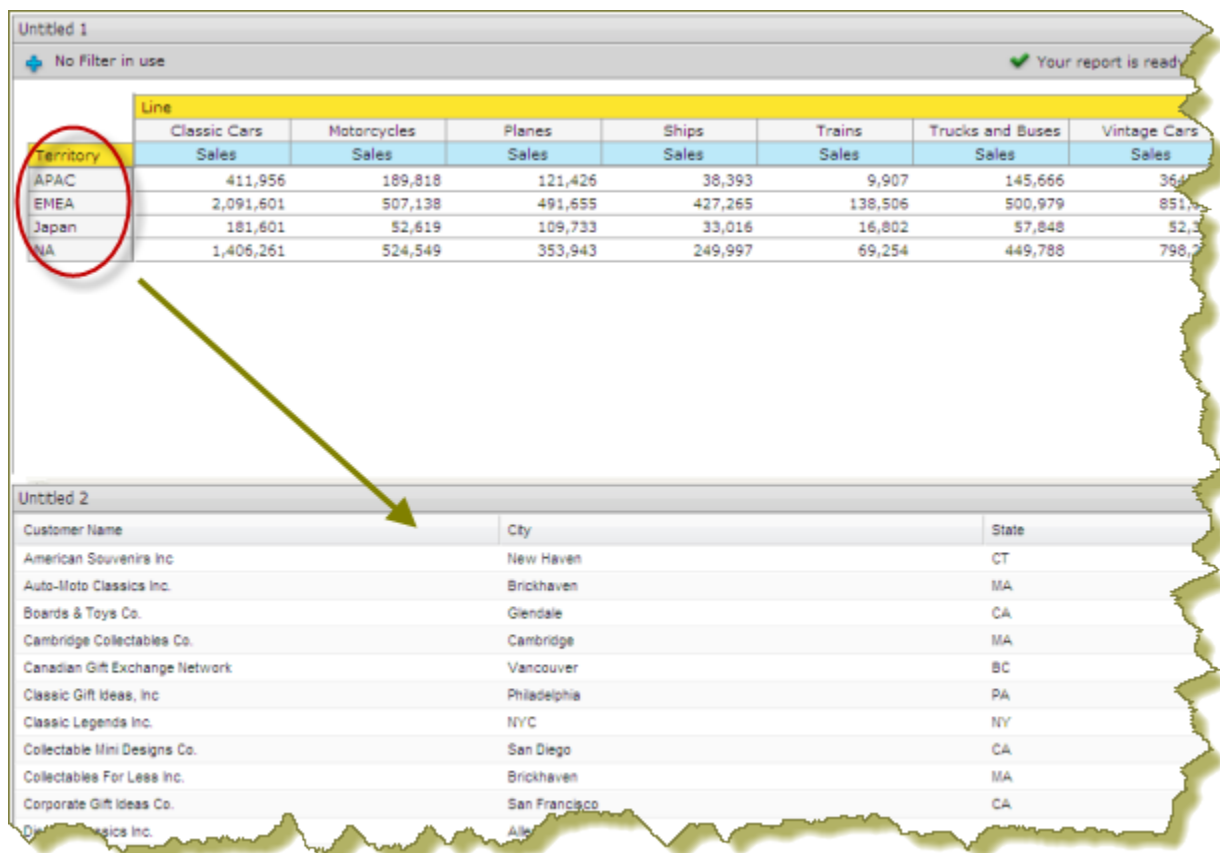 Untitled 1
No Filter in use Your report is ready
Line
Classic Cars Motorcycles Planes Ships Trains Trucks and Buses Vintage Cars
Territory Sales Sales Sales Sales Sales Sales Sales
APAC 411,956 189,818 121,426 38,393 9,907 145,666
EMEA 2,091,601 507,138 491,655 427,265 138,506 500,979
Japan 181,601 52,619 109,733 33,016 16,802 57,848
NA 1,406,261 524,549 353,943 249,997 69,254 449,788
Untitled 2
Customer Name City State
American Souvenirs Inc New Haven CT
Auto-Moto Classics Inc. Brickhaven MA
Boards & Toys Co. Glendale CA
Cambridge Collectables Co. Cambridge MA
Canadian Gift Exchange Network Vancouver BC
Classic Gift Ideas, Inc Philadelphia PA
Classic Legends Inc. NYC NY
Collectable Mini Designs Co. San Diego CA
Collectables For Less Inc. Brickhaven MA
Corporate Gift Ideas Co. San Francisco CA
Inc.